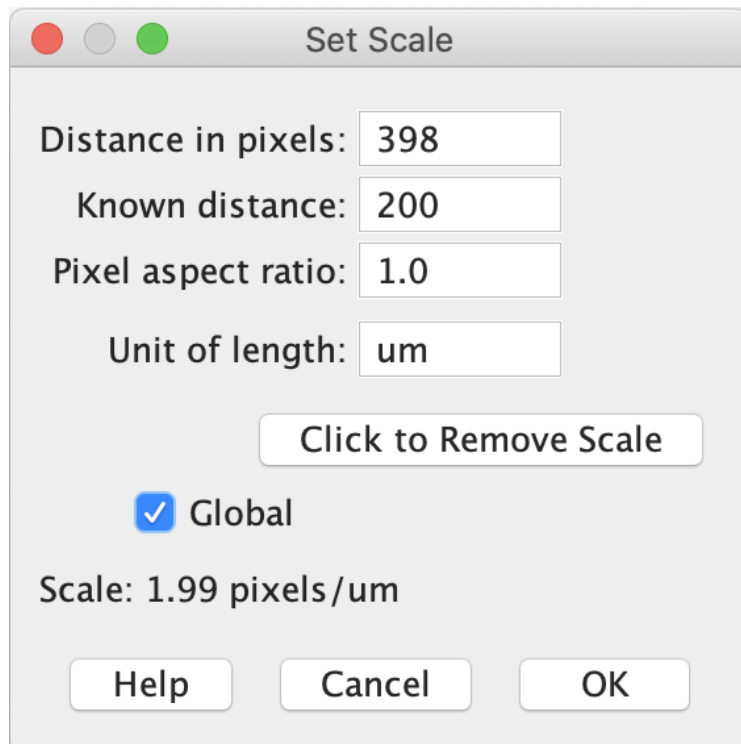 Set Scale
Distance in pixels: 398
Known distance: 200
Pixel aspect ratio: 1.0
Unit of length: um
Click to Remove Scale
Global
Scale: 1.99 pixels/um
Help Cancel OK